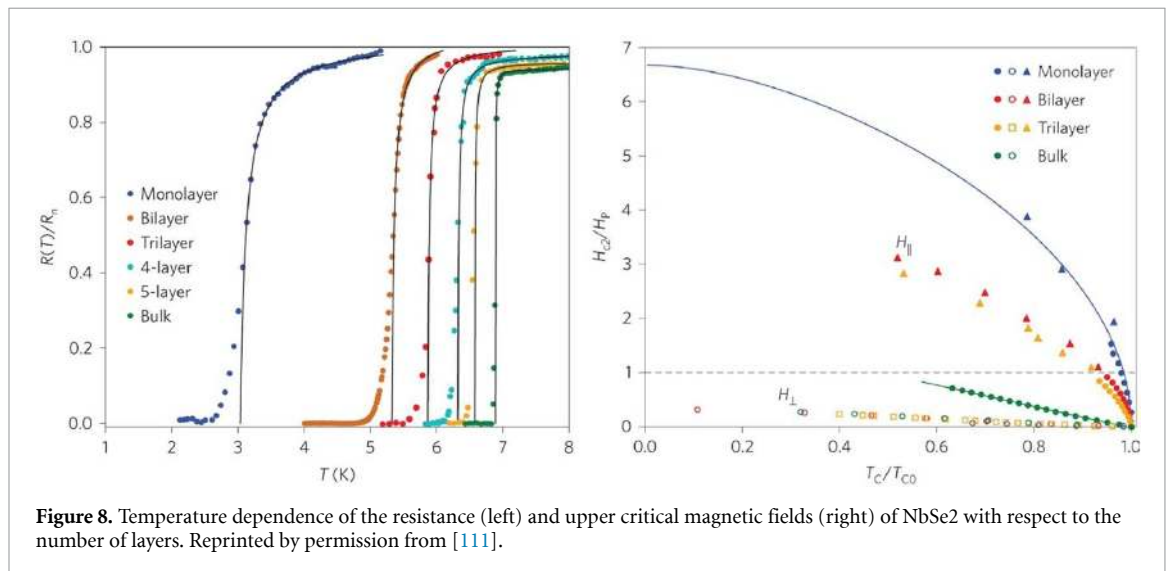 1.0
0.8
0.6
0.4
0.2
0.0
R(T)/Rn
Monolayer
Bilayer
Trilayer
4-layer
5-layer
Bulk
1 2 3 4 5 6 7 8
T (K)
7
6
5
4
3
2
1
0
Hc2/Hp
Monolayer
Bilayer
Trilayer
Bulk
H∥
H⊥
0.0 0.2 0.4 0.6 0.8 1.0
TC/TC0
Figure 8. Temperature dependence of the resistance (left) and upper critical magnetic fields (right) of NbSe2 with respect to the
number of layers. Reprinted by permission from [111].